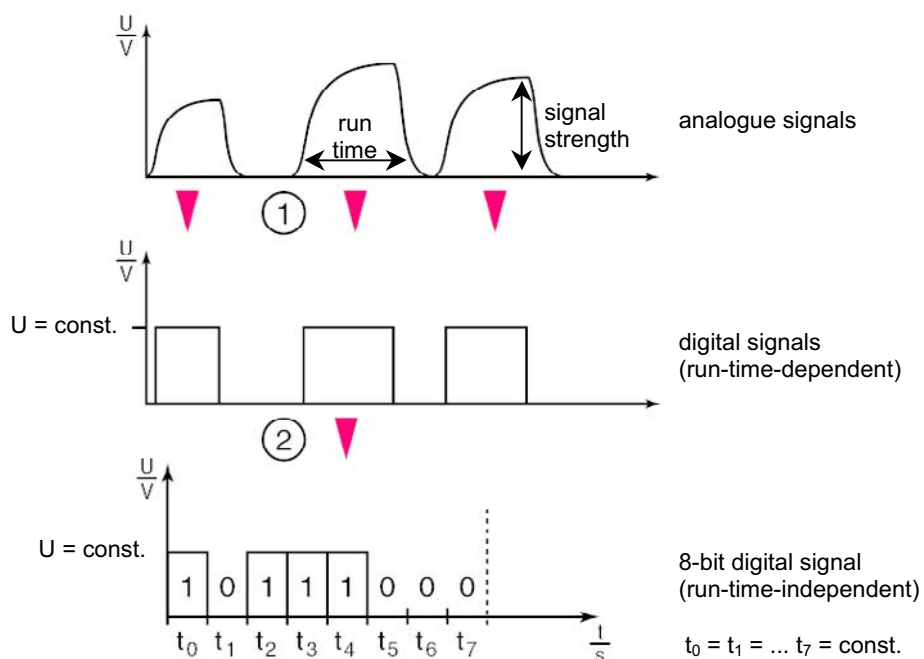 U
V
run
time
signal
strength
analogue signals
1
U
V
U = const.
digital signals
(run-time-dependent)
2
U
V
U = const.
1 0 1 1 1 0 0 0
8-bit digital signal
(run-time-independent)
t₀ t₁ t₂ t₃ t₄ t₅ t₆ t₇
t
s
t₀ = t₁ = ... t₇ = const.